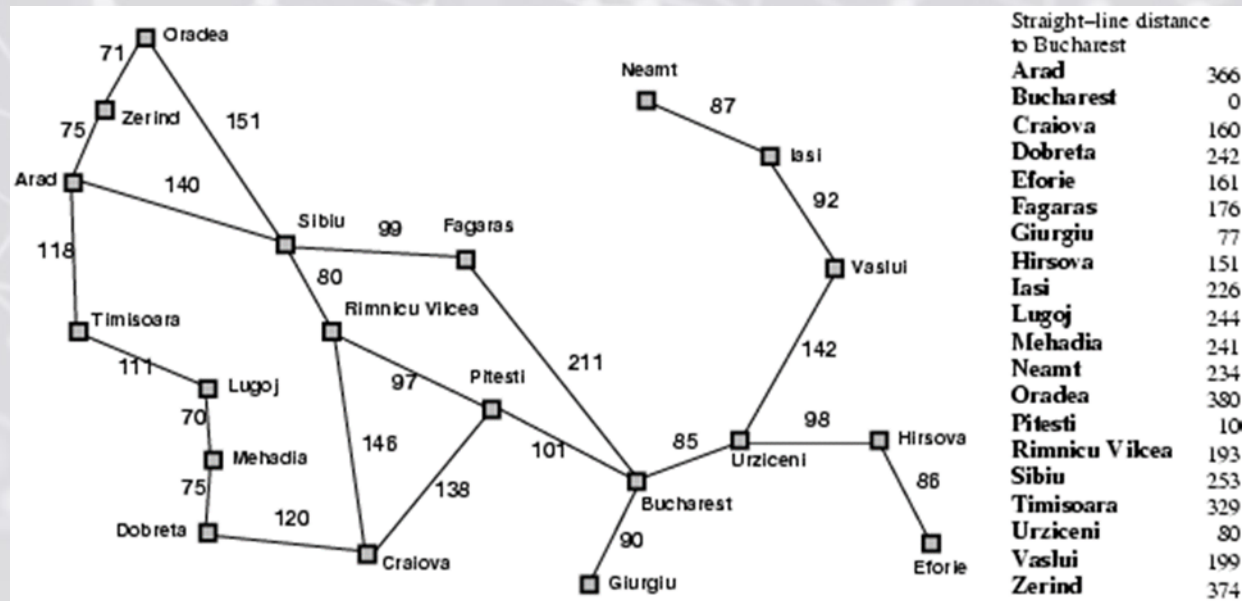 Oradea
71
Neamt
87
Zerind
151
75
Iasi
Arad
140
92
Sibiu
99
Fagaras
118
80
Vaslui
Rimnicu Vilcea
Timisoara
142
111
211
Lugoj
97
Pitesti
70
98
Hirsova
146
85
101
Urziceni
Mehadia
86
75
138
Bucharest
120
Dobreta
90
Craiova
Eforie
Giurgiu
Straight–line distance
to Bucharest
Arad 366
Bucharest 0
Craiova 160
Dobreta 242
Eforie 161
Fagaras 176
Giurgiu 77
Hirsova 151
Iasi 226
Lugoj 244
Mehadia 241
Neamt 234
Oradea 380
Pitesti 10
Rimnicu Vilcea 193
Sibiu 253
Timisoara 329
Urziceni 80
Vaslui 199
Zerind 374